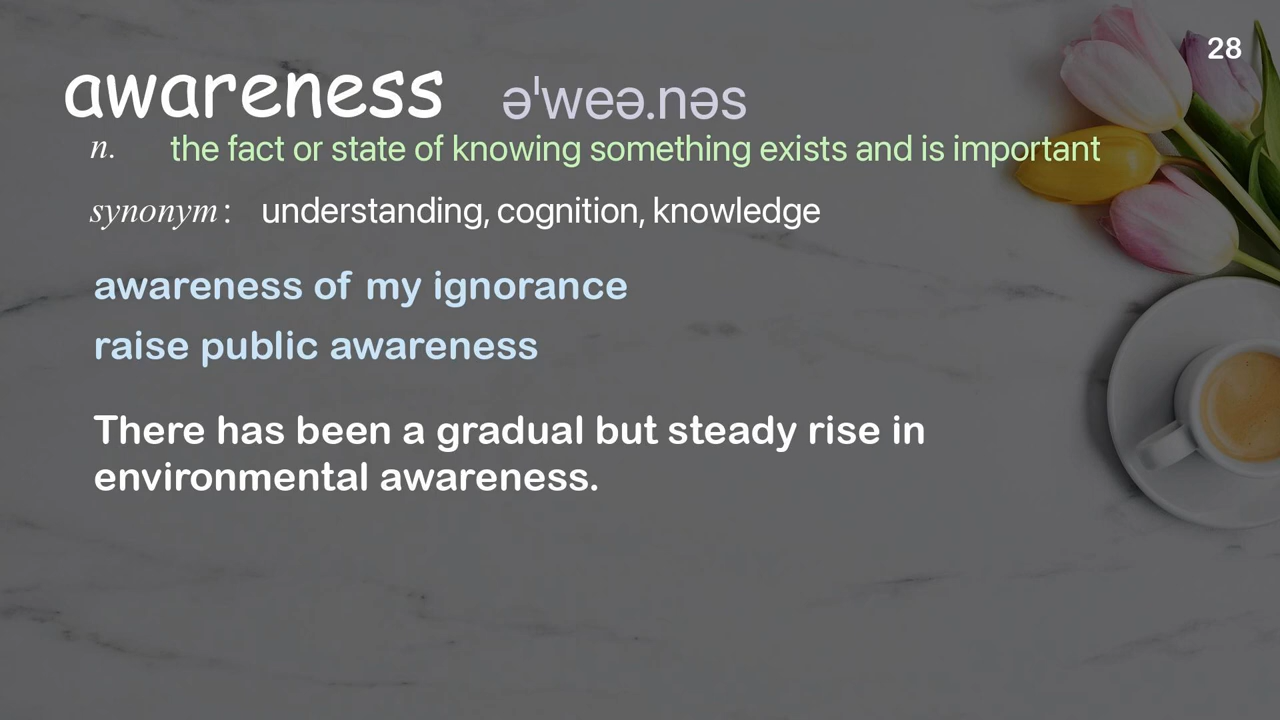 28
awareness əˈweə.nəs
n. the fact or state of knowing something exists and is important
synonym: understanding, cognition, knowledge
awareness of my ignorance
raise public awareness
There has been a gradual but steady rise in
environmental awareness.